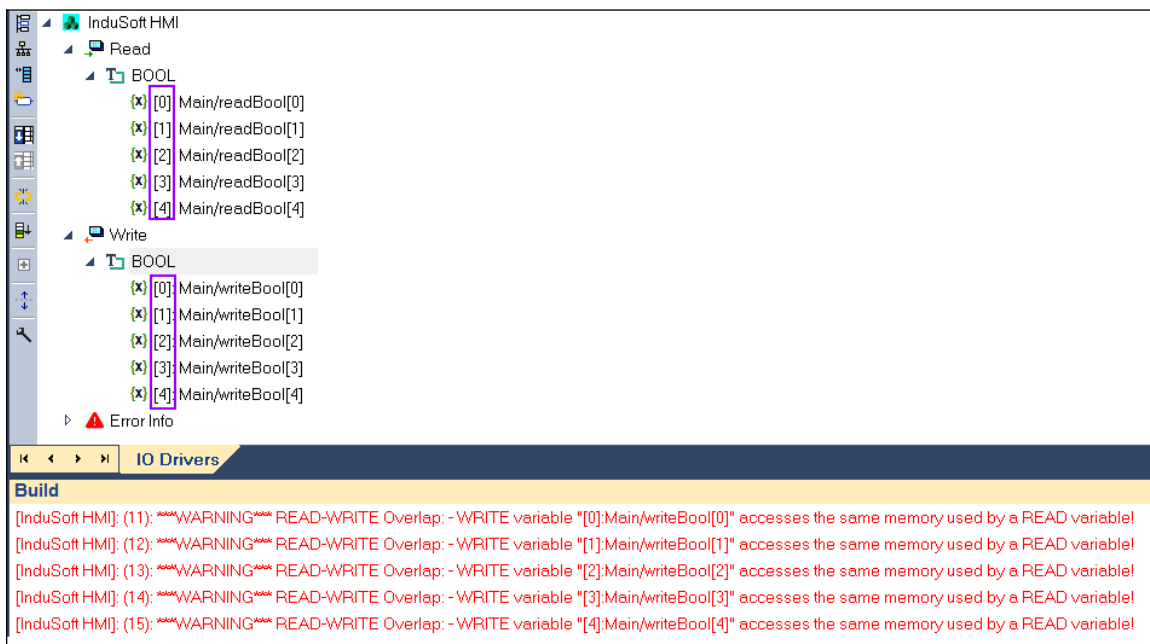 InduSoft HMI
Read
BOOL
[0]: Main/readBool[0]
[1]: Main/readBool[1]
[2]: Main/readBool[2]
[3]: Main/readBool[3]
[4]: Main/readBool[4]
Write
BOOL
[0]: Main/writeBool[0]
[1]: Main/writeBool[1]
[2]: Main/writeBool[2]
[3]: Main/writeBool[3]
[4]: Main/writeBool[4]
Error Info
IO Drivers
Build
[InduSoft HMI]: (11): ***WARNING*** READ-WRITE Overlap: - WRITE variable "[0]:Main/writeBool[0]" accesses the same memory used by a READ variable!
[InduSoft HMI]: (12): ***WARNING*** READ-WRITE Overlap: - WRITE variable "[1]:Main/writeBool[1]" accesses the same memory used by a READ variable!
[InduSoft HMI]: (13): ***WARNING*** READ-WRITE Overlap: - WRITE variable "[2]:Main/writeBool[2]" accesses the same memory used by a READ variable!
[InduSoft HMI]: (14): ***WARNING*** READ-WRITE Overlap: - WRITE variable "[3]:Main/writeBool[3]" accesses the same memory used by a READ variable!
[InduSoft HMI]: (15): ***WARNING*** READ-WRITE Overlap: - WRITE variable "[4]:Main/writeBool[4]" accesses the same memory used by a READ variable!